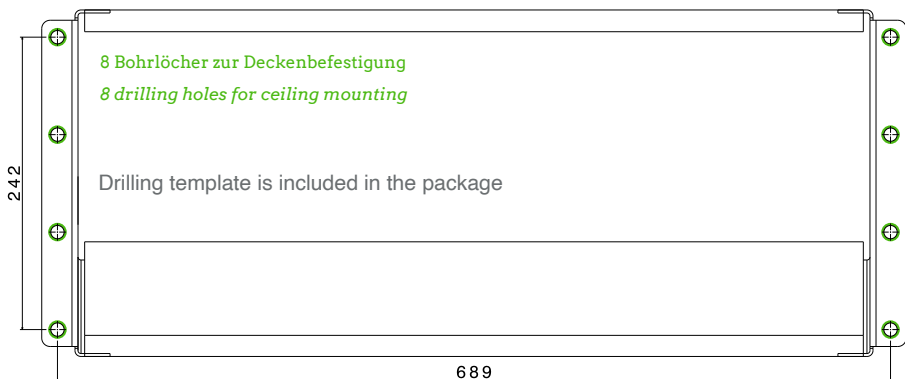 8 Bohrlöcher zur Deckenbefestigung
8 drilling holes for ceiling mounting
Drilling template is included in the package
242
689